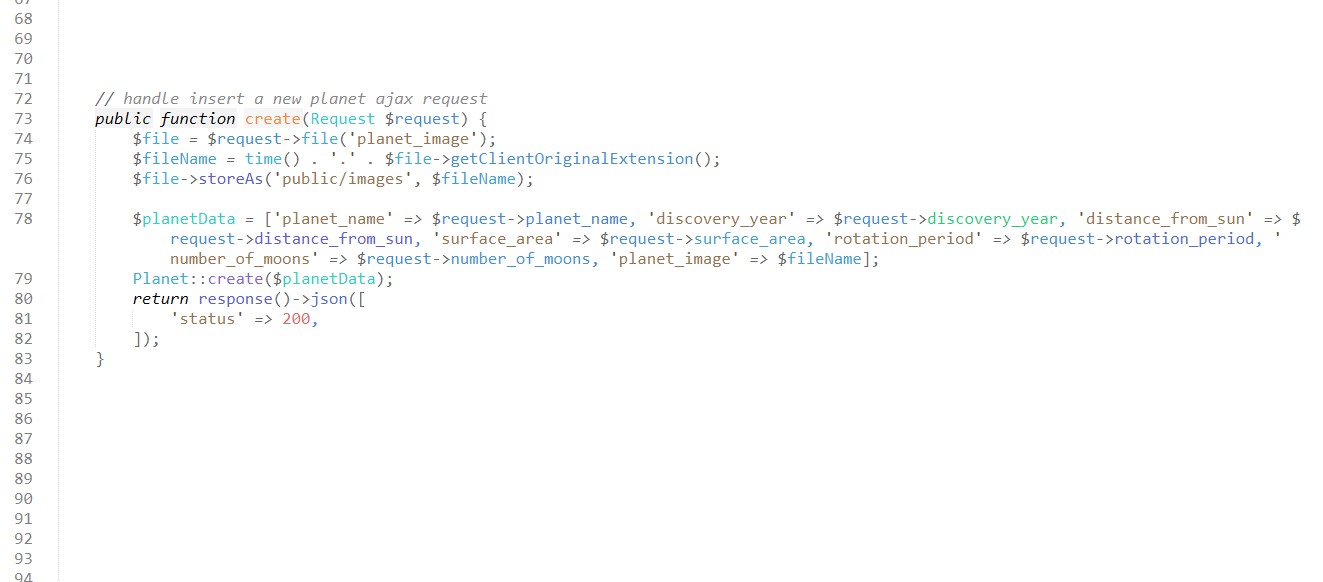 67
68
69
70
71
72 // handle insert a new planet ajax request
73 public function create(Request $request) {
74 $file = $request->file('planet_image');
75 $fileName = time() . '.' . $file->getClientOriginalExtension();
76 $file->storeAs('public/images', $fileName);
77
78 $planetData = ['planet_name' => $request->planet_name, 'discovery_year' => $request->discovery_year, 'distance_from_sun' => $
request->distance_from_sun, 'surface_area' => $request->surface_area, 'rotation_period' => $request->rotation_period, '
number_of_moons' => $request->number_of_moons, 'planet_image' => $fileName];
79 Planet::create($planetData);
80 return response()->json([
81 'status' => 200,
82 ]);
83 }
84
85
86
87
88
89
90
91
92
93
94